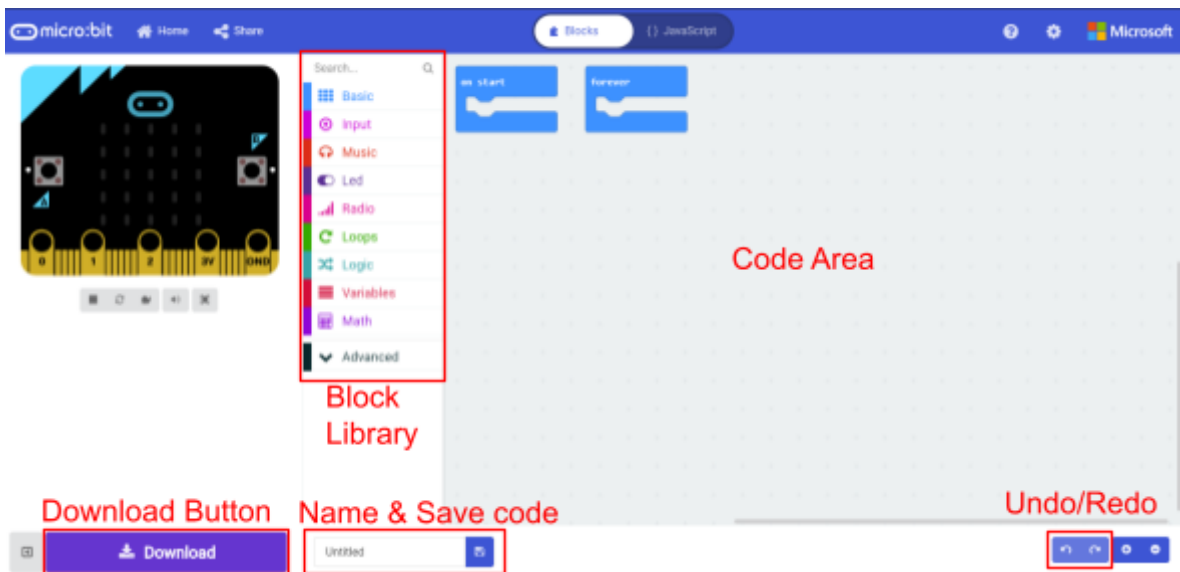 micro:bit Home Share Blocks {} JavaScript Microsoft
Search...
Basic
Input
Music
Led
Radio
Loops
Logic
Variables
Math
Advanced
on start
forever
A
B
0 1 2 3V GND
Code Area
Block
Library
Download Button
Name & Save code
Undo/Redo
Download
Untitled